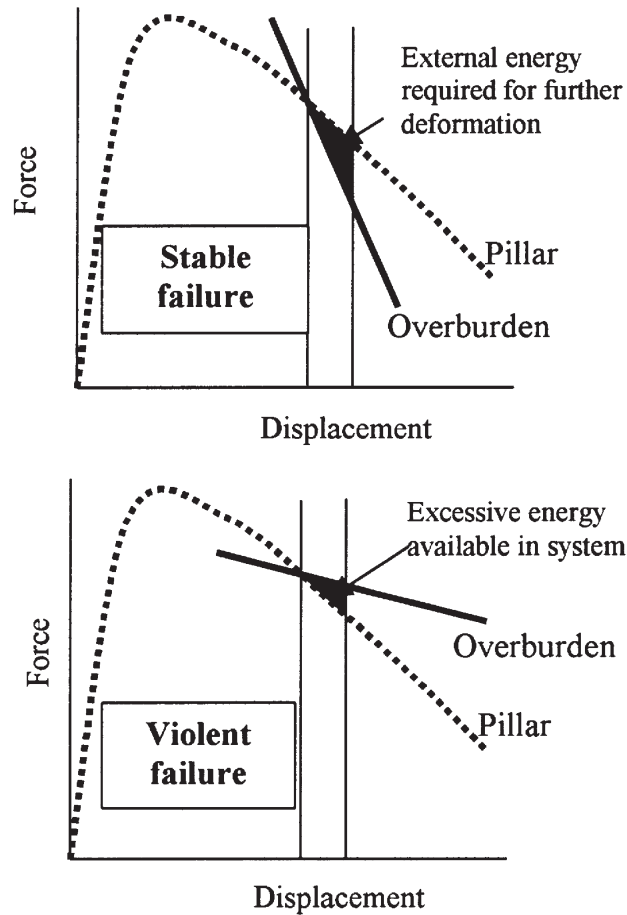 External energy
required for further
deformation
Force
Stable
failure
Pillar
Overburden
Displacement
Excessive energy
available in system
Force
Overburden
Violent
failure
Pillar
Displacement